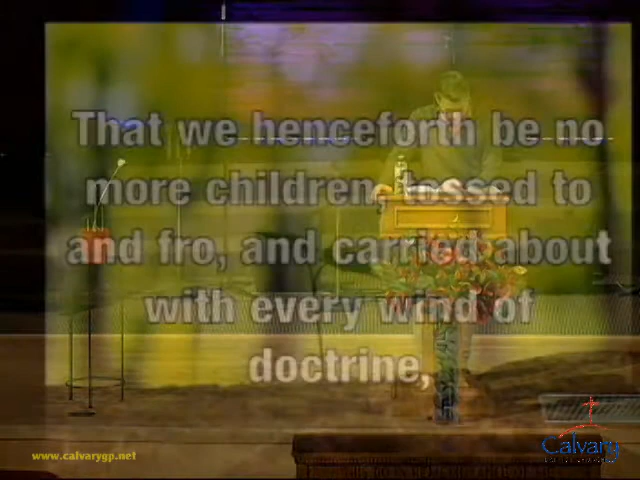 That we henceforth be no
more children, tossed to
and fro, and carried about
with every wind of
doctrine,
www.calvarygp.net
Calvary